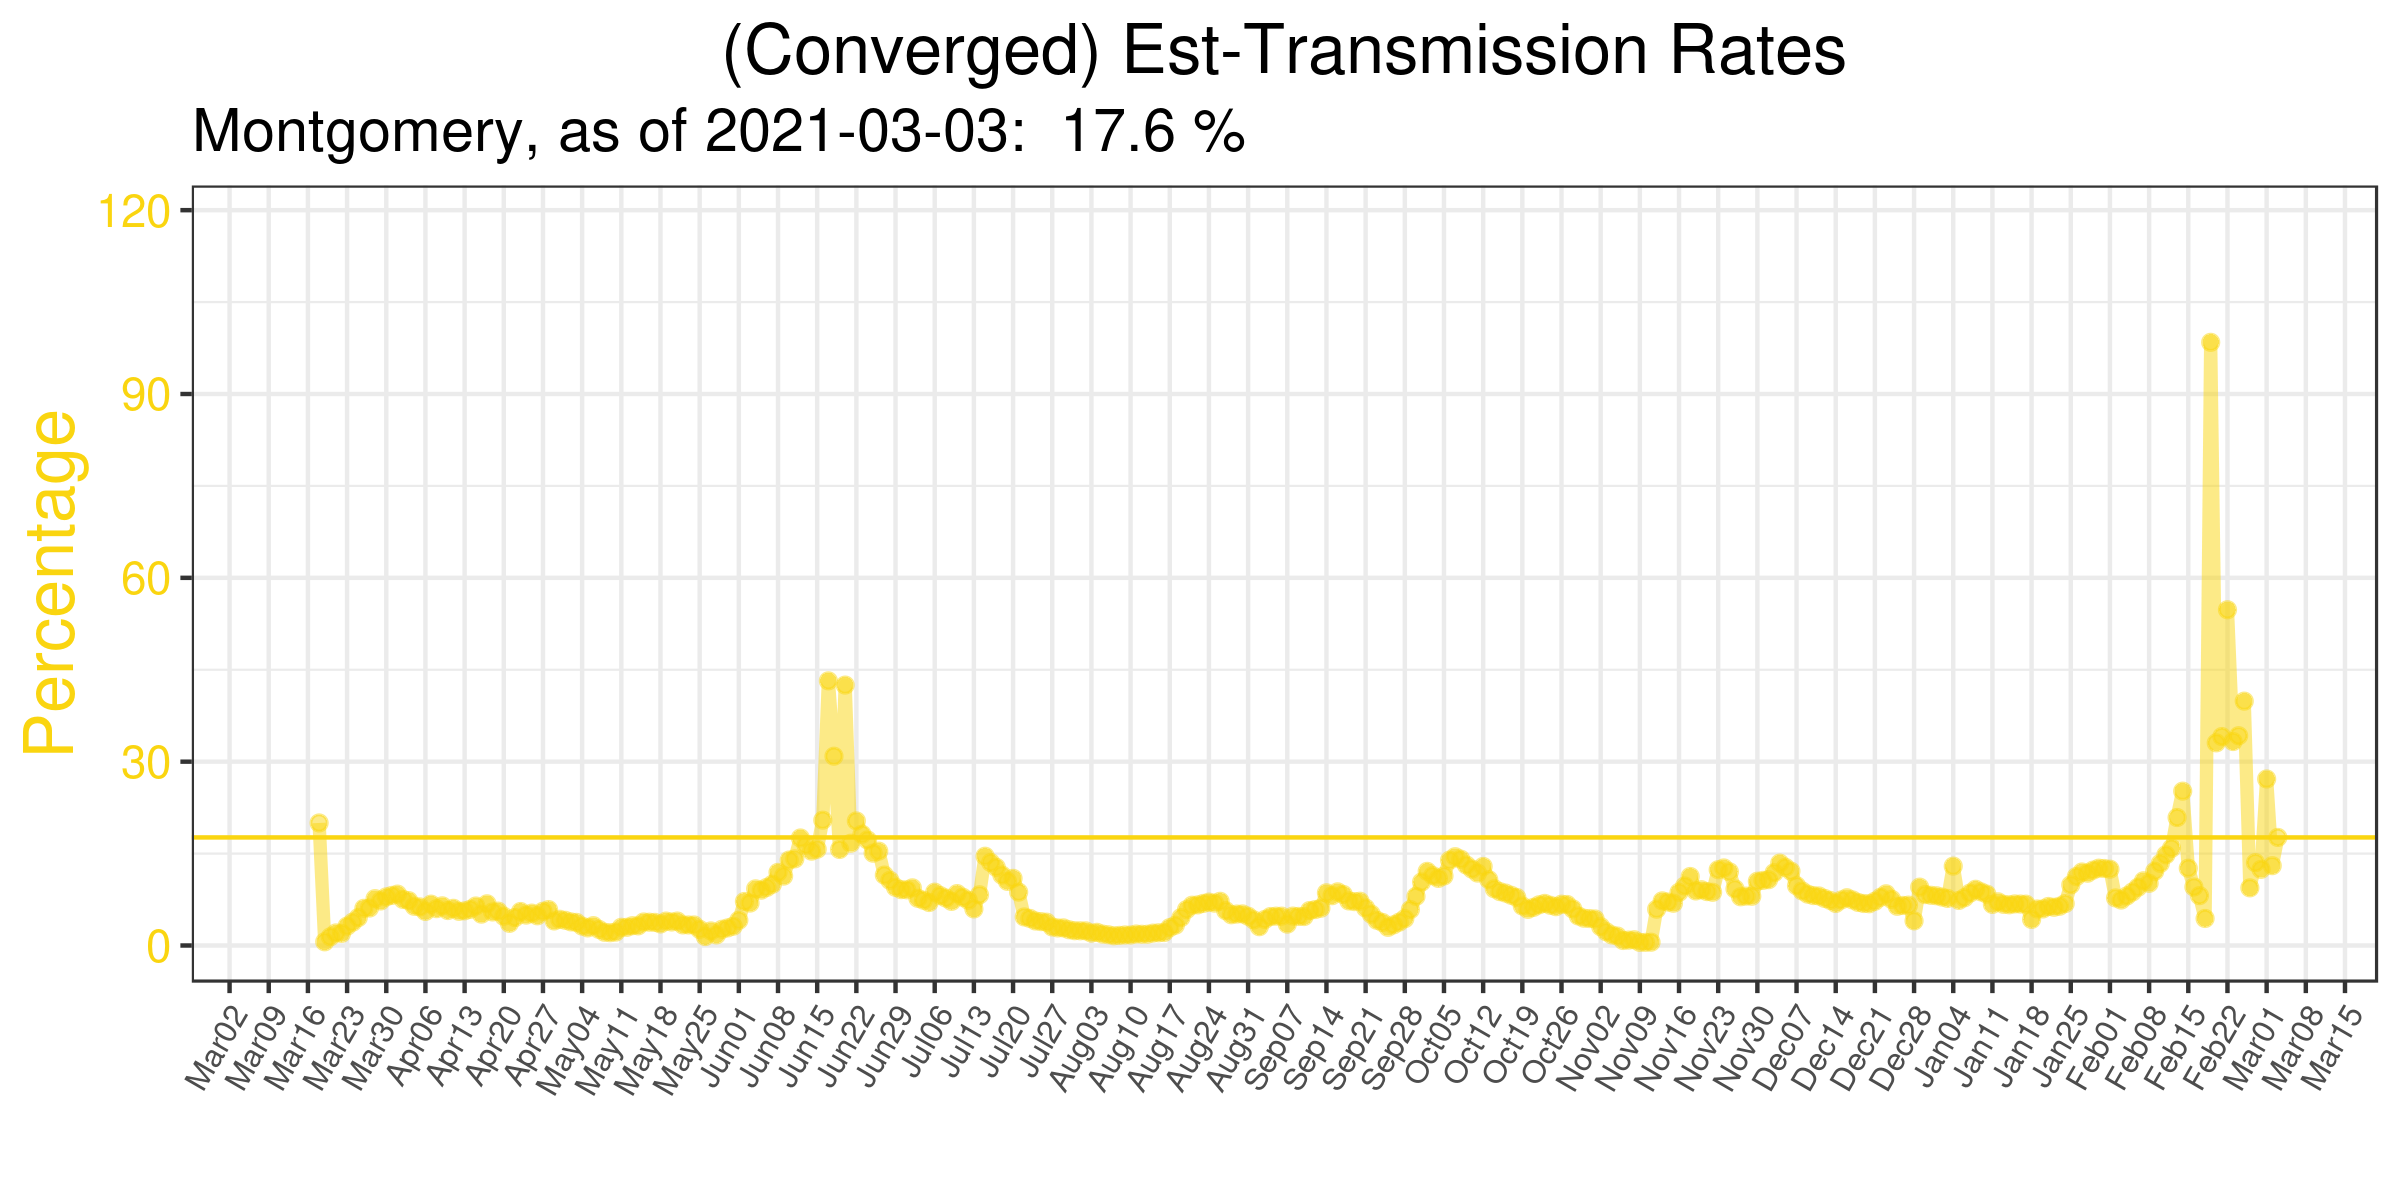 (Converged) Est-Transmission Rates
Montgomery, as of 2021-03-03:  17.6 %
Percentage
120
90
60
30
0
Mar02
Mar09
Mar16
Mar23
Mar30
Apr06
Apr13
Apr20
Apr27
May04
May11
May18
May25
Jun01
Jun08
Jun15
Jun22
Jun29
Jul06
Jul13
Jul20
Jul27
Aug03
Aug10
Aug17
Aug24
Aug31
Sep07
Sep14
Sep21
Sep28
Oct05
Oct12
Oct19
Oct26
Nov02
Nov09
Nov16
Nov23
Nov30
Dec07
Dec14
Dec21
Dec28
Jan04
Jan11
Jan18
Jan25
Feb01
Feb08
Feb15
Feb22
Mar01
Mar08
Mar15